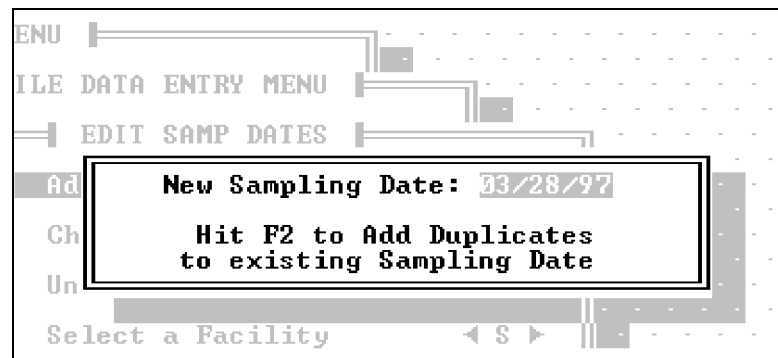 ENU
ILE DATA ENTRY MENU
EDIT SAMP DATES
Ad
New Sampling Date: 03/28/97
Ch
Hit F2 to Add Duplicates
to existing Sampling Date
Un
Select a Facility ◄ S ►